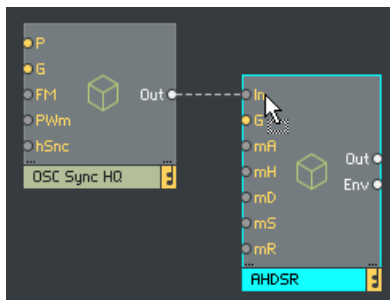 P
G
FM
PWm
hSnc
Out
...
OSC Sync HQ
In
G
mA
mH
mD
mS
mR
Out
Env
... ...
AHDSR